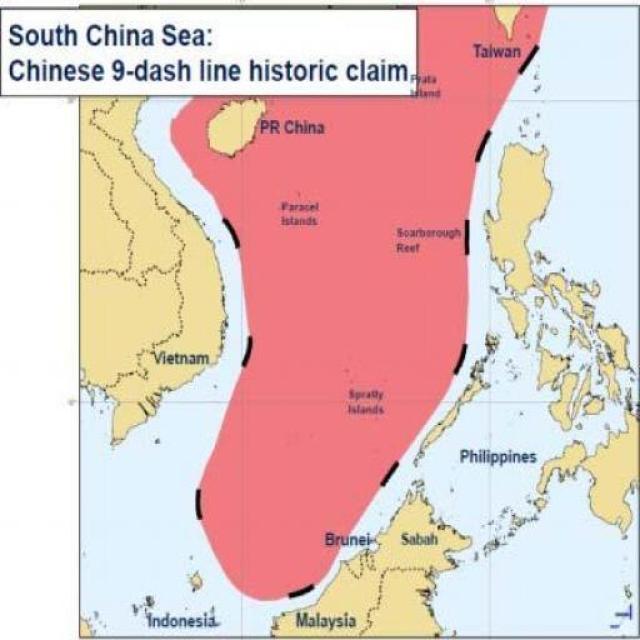 South China Sea:
Chinese 9-dash line historic claim
Taiwan
Prata
Island
PR China
Paracel
Islands
Scarborough
Reef
Vietnam
Spratly
Islands
Philippines
Brunei
Sabah
Indonesia
Malaysia